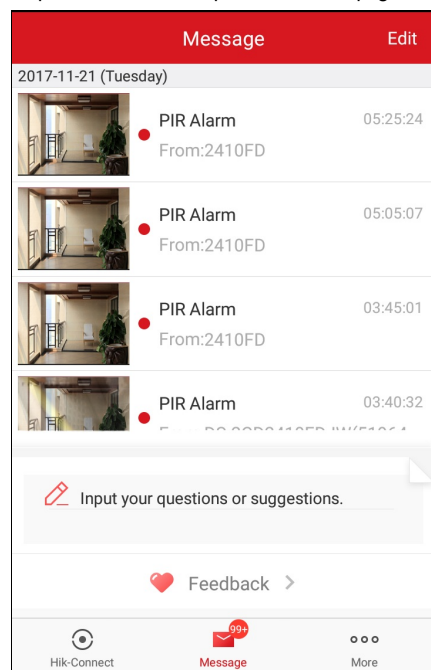 Message
Edit
2017-11-21 (Tuesday)
PIR Alarm
05:25:24
From:2410FD
PIR Alarm
05:05:07
From:2410FD
PIR Alarm
03:45:01
From:2410FD
PIR Alarm
03:40:32
Input your questions or suggestions.
Feedback
99+
Hik-Connect
Message
More